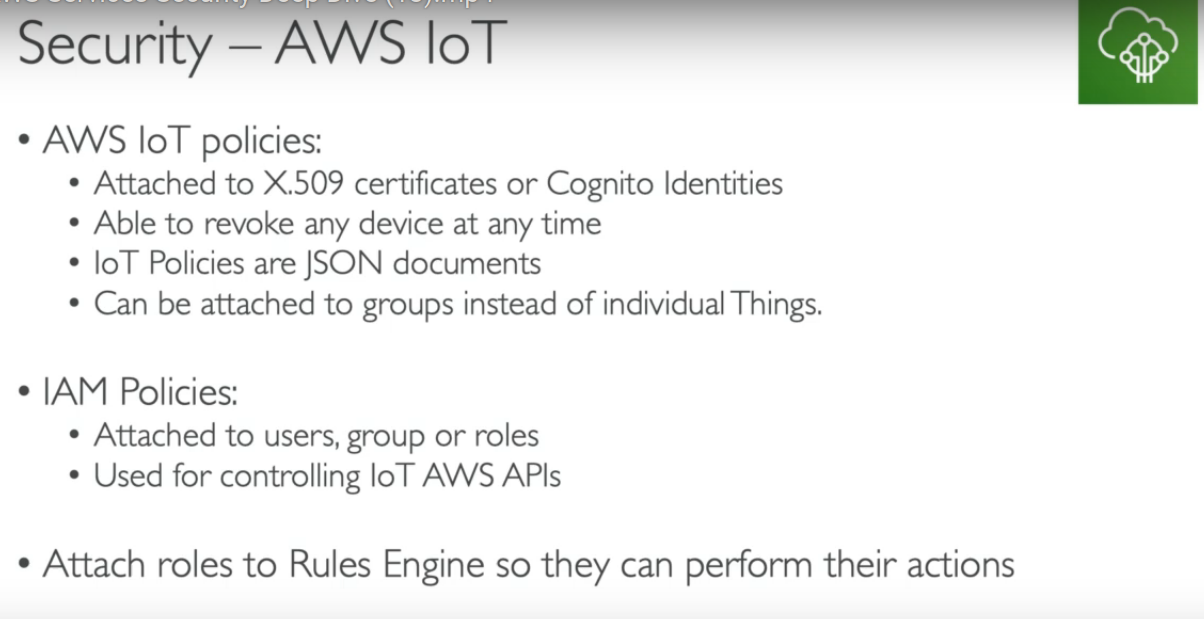 Security – AWS IoT
• AWS IoT policies:
• Attached to X.509 certificates or Cognito Identities
• Able to revoke any device at any time
• IoT Policies are JSON documents
• Can be attached to groups instead of individual Things.
• IAM Policies:
• Attached to users, group or roles
• Used for controlling IoT AWS APIs
• Attach roles to Rules Engine so they can perform their actions